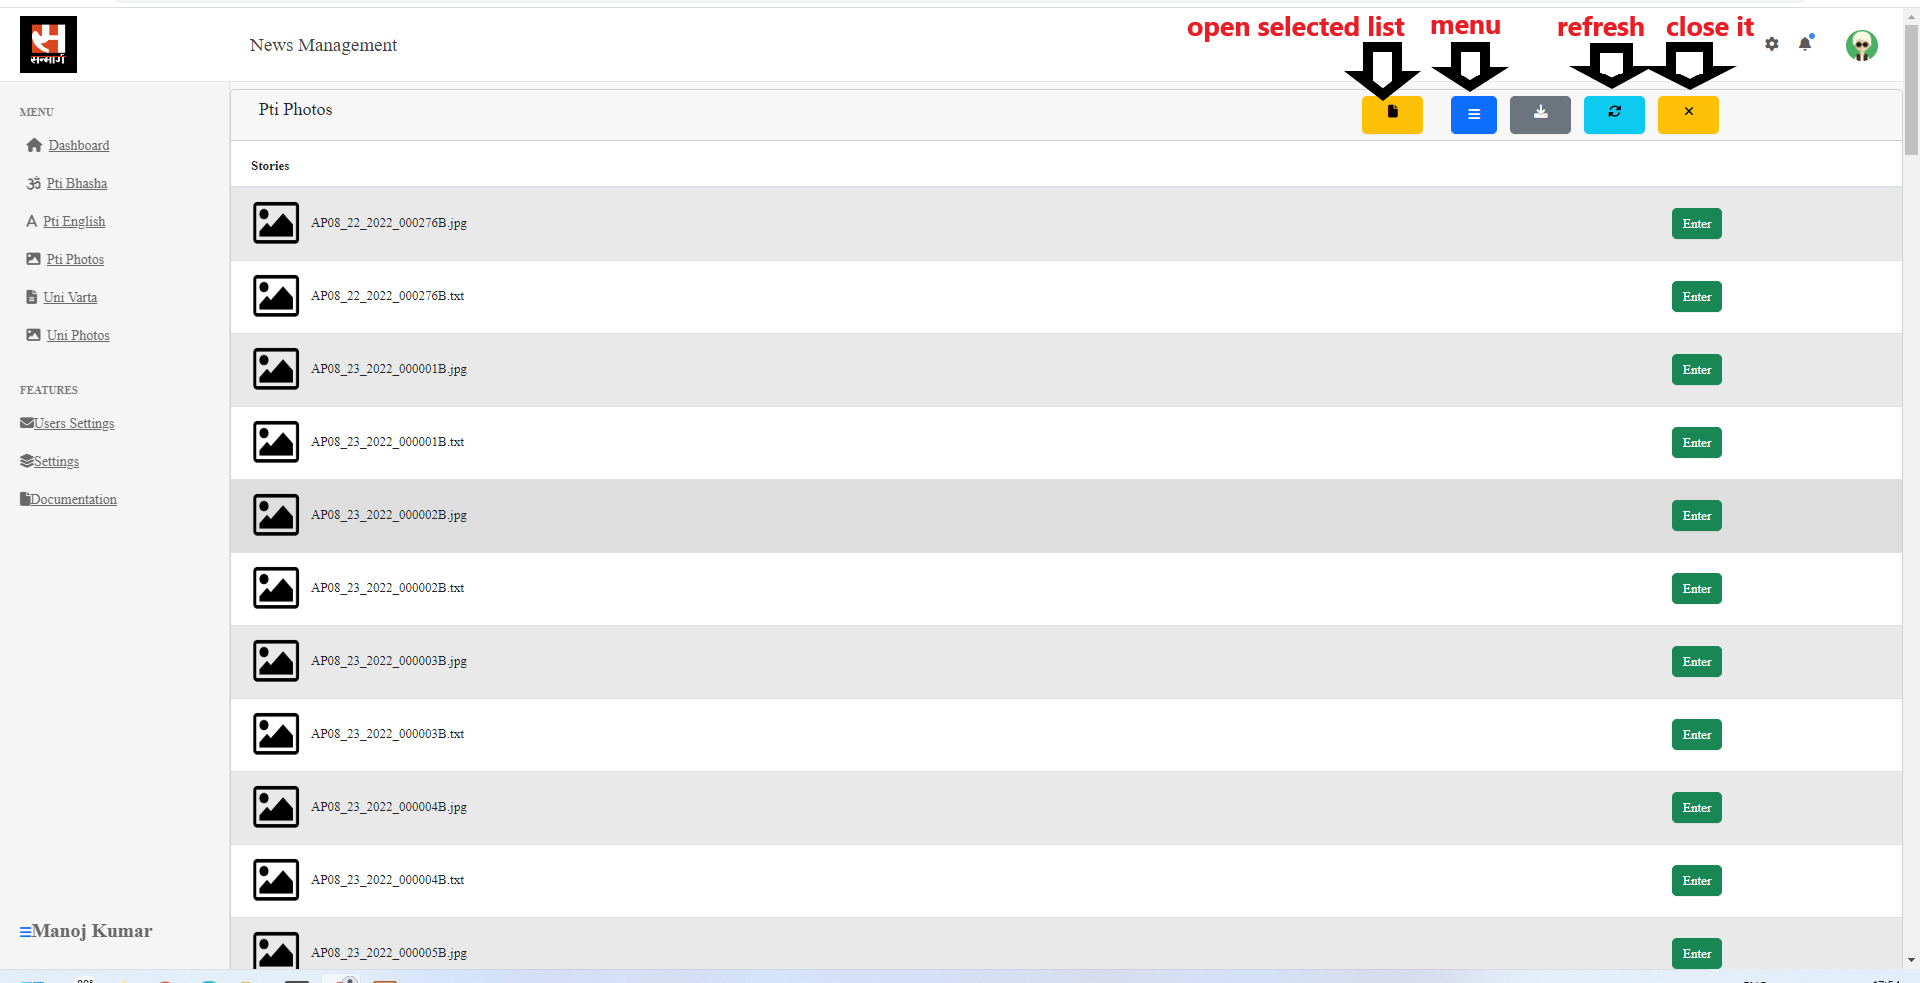 open selected list menu refresh close it
सन्मार्ग
News Management
MENU
Dashboard
Pti Bhasha
Pti English
Pti Photos
Uni Varta
Uni Photos
FEATURES
Users Settings
Settings
Documentation
Manoj Kumar
Pti Photos
Stories
AP08_22_2022_000276B.jpg Enter
AP08_22_2022_000276B.txt Enter
AP08_23_2022_000001B.jpg Enter
AP08_23_2022_000001B.txt Enter
AP08_23_2022_000002B.jpg Enter
AP08_23_2022_000002B.txt Enter
AP08_23_2022_000003B.jpg Enter
AP08_23_2022_000003B.txt Enter
AP08_23_2022_000004B.jpg Enter
AP08_23_2022_000004B.txt Enter
AP08_23_2022_000005B.jpg Enter